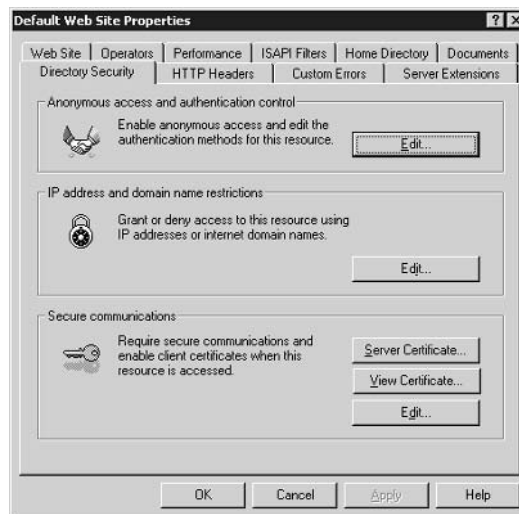 Default Web Site Properties
Web Site Operators Performance ISAPI Filters Home Directory Documents
Directory Security HTTP Headers Custom Errors Server Extensions
Anonymous access and authentication control
Enable anonymous access and edit the
authentication methods for this resource.
Edit...
IP address and domain name restrictions
Grant or deny access to this resource using
IP addresses or internet domain names.
Edit...
Secure communications
Require secure communications and
enable client certificates when this
resource is accessed.
Server Certificate...
View Certificate...
Edit...
OK Cancel Apply Help